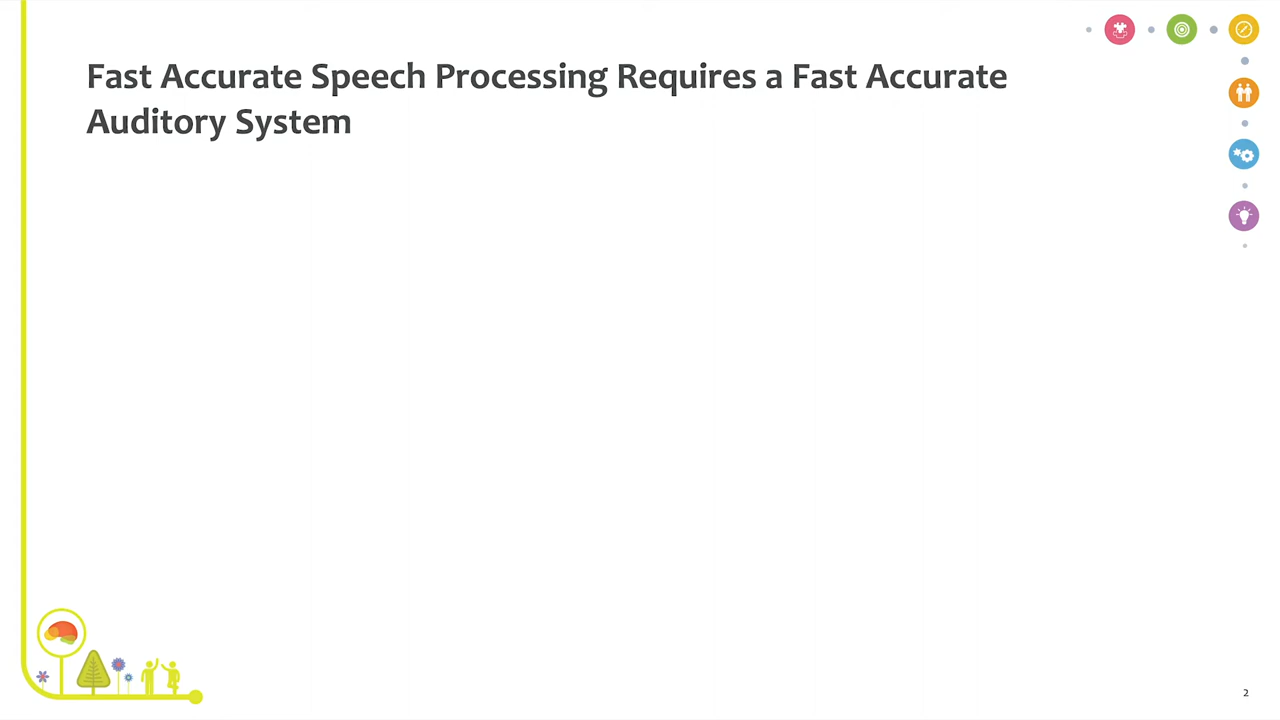 Fast Accurate Speech Processing Requires a Fast Accurate
Auditory System
2